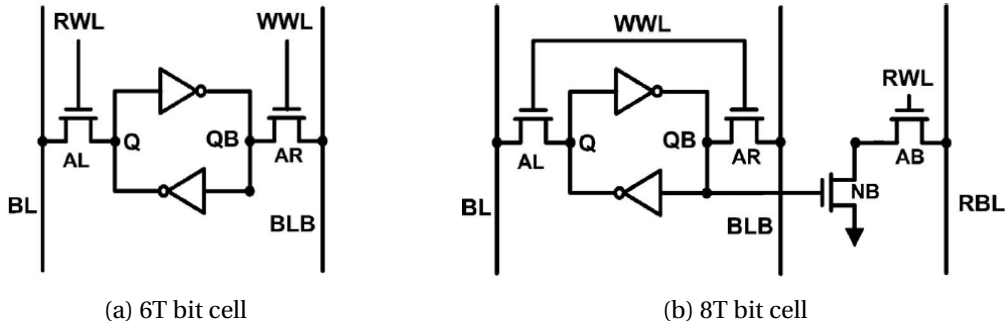 RWL WWL
Q QB
AL AR
BL BLB
(a) 6T bit cell
WWL
RWL
Q QB
AL AR AB
NB
BL BLB RBL
(b) 8T bit cell